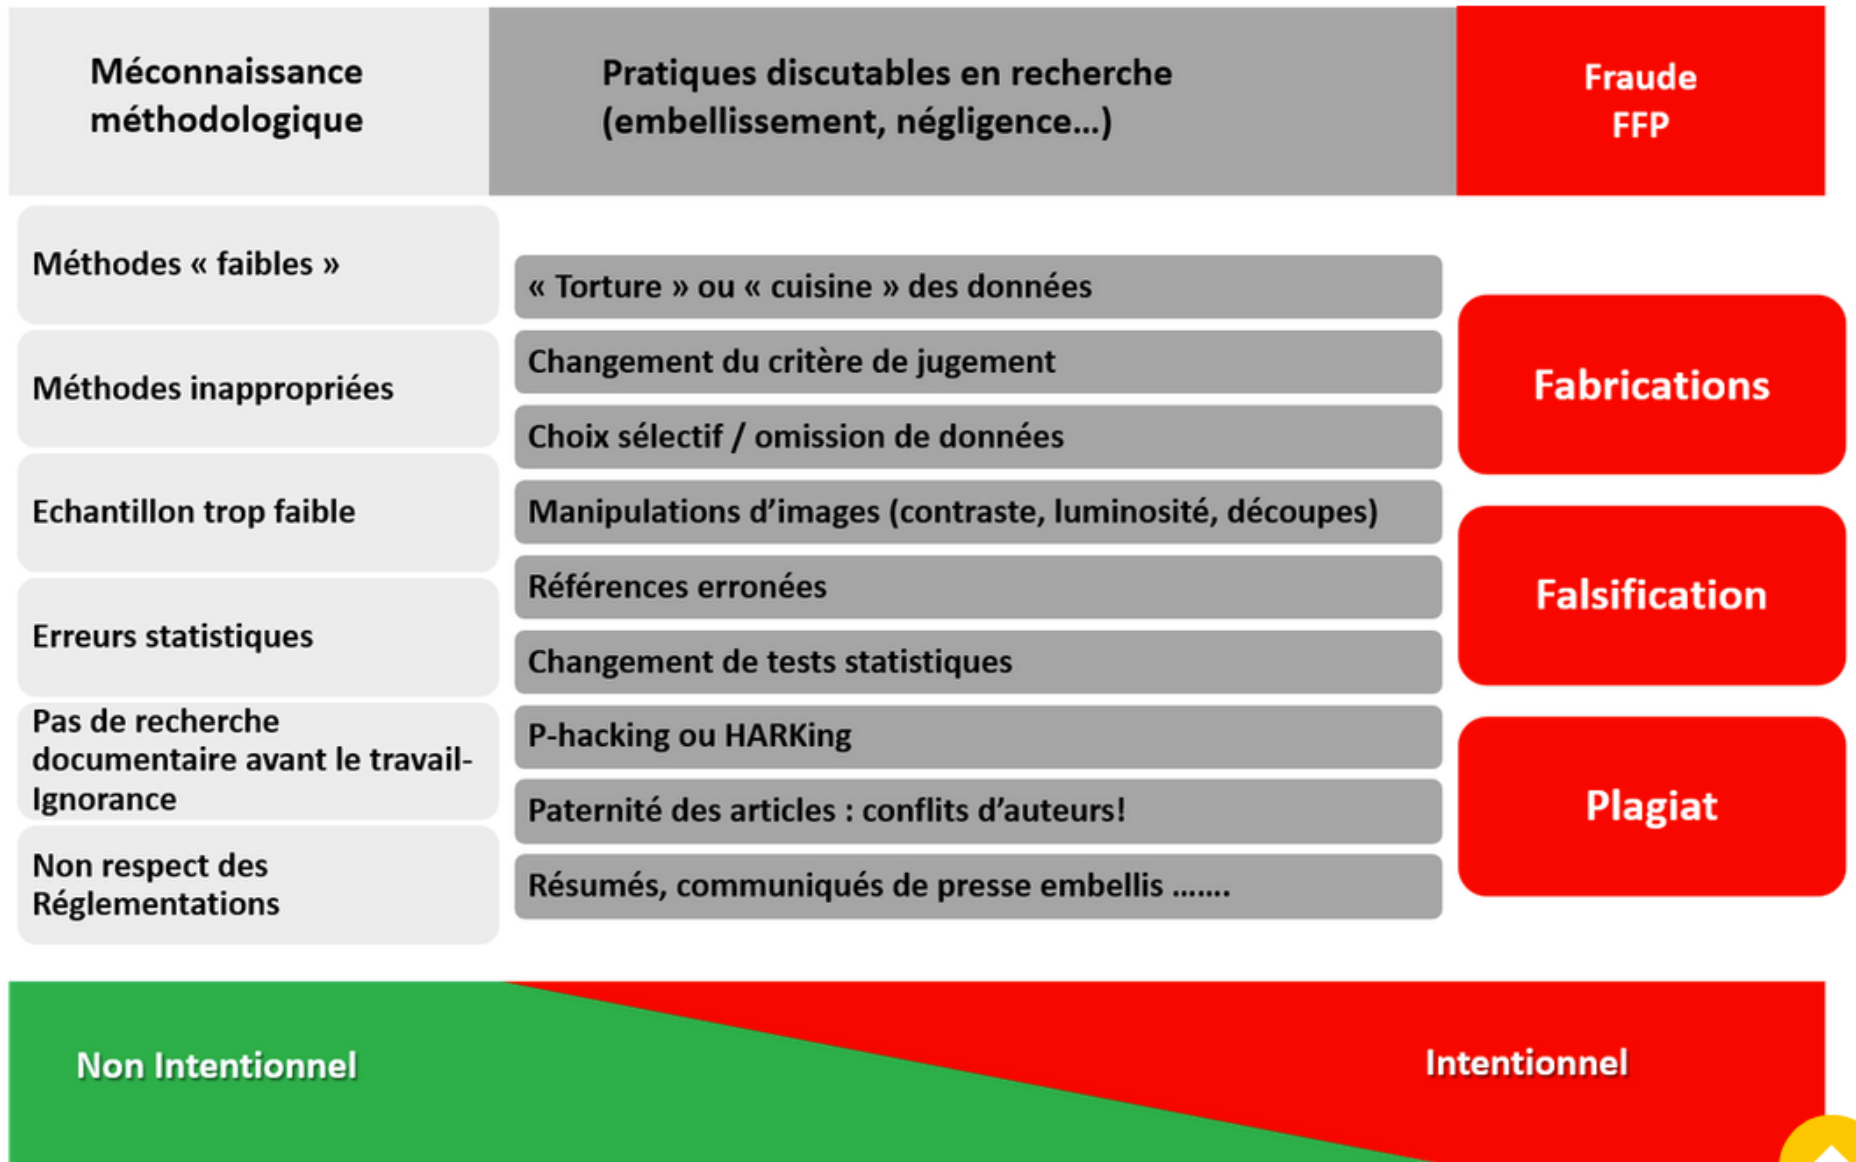 Méconnaissance
méthodologique
Pratiques discutables en recherche
(embellissement, négligence...)
Fraude
FFP
Méthodes « faibles »
Méthodes inappropriées
Echantillon trop faible
Erreurs statistiques
Pas de recherche
documentaire avant le travail-
Ignorance
Non respect des
Réglementations
« Torture » ou « cuisine » des données
Changement du critère de jugement
Choix sélectif / omission de données
Manipulations d’images (contraste, luminosité, découpes)
Références erronées
Changement de tests statistiques
P-hacking ou HARKing
Paternité des articles : conflits d’auteurs!
Résumés, communiqués de presse embellis .......
Fabrications
Falsification
Plagiat
Non Intentionnel
Intentionnel